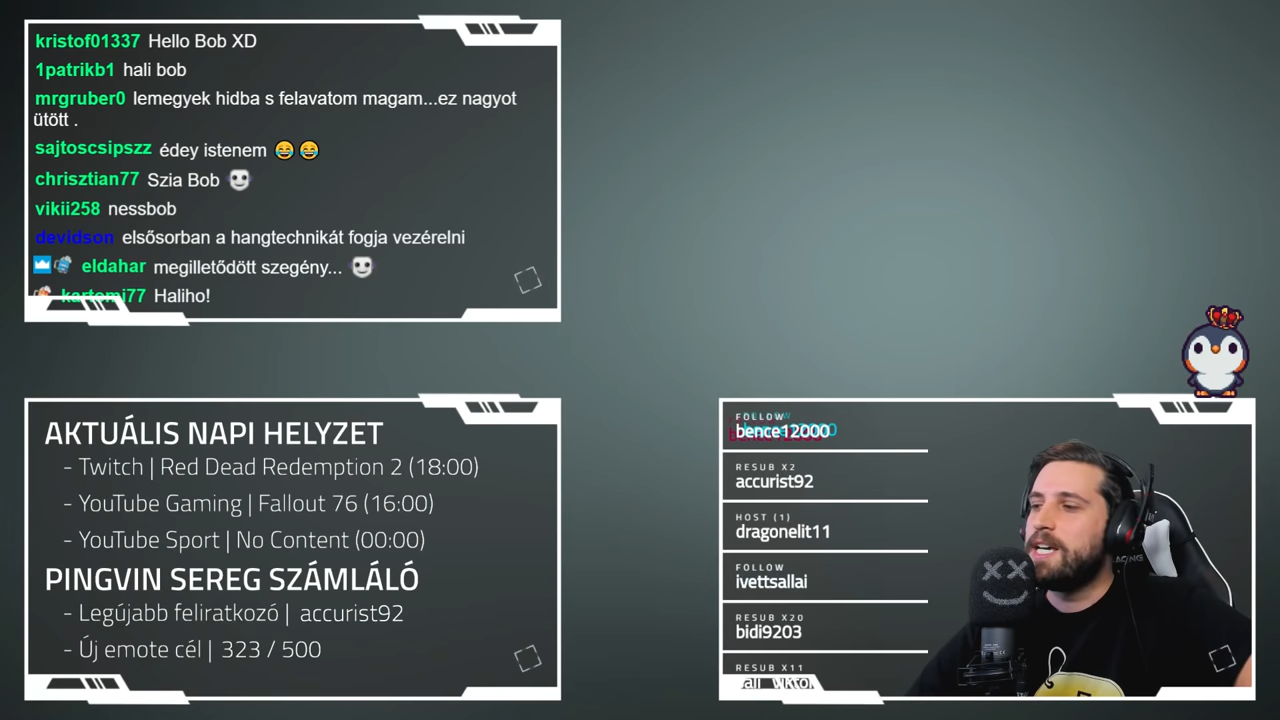 kristof01337 Hello Bob XD
1patrikb1 hali bob
mrgruber0 lemegyek hidba s felavatom magam...ez nagyot
ütött .
sajtoscsipszz édey istenem 😂 😂
chrisztian77 Szia Bob
vikii258 nessbob
devidson elsősorban a hangtechnikát fogja vezérelni
eldahar megilletődött szegény...
kartomi77 Haliho!
AKTUÁLIS NAPI HELYZET
- Twitch | Red Dead Redemption 2 (18:00)
- YouTube Gaming | Fallout 76 (16:00)
- YouTube Sport | No Content (00:00)
PINGVIN SEREG SZÁMLÁLÓ
- Legújabb feliratkozó | accurist92
- Új emote cél | 323 / 500
FOLLOW
bence12000
RESUB X2
accurist92
HOST (1)
dragonelit11
FOLLOW
ivettsallai
RESUB X20
bidi9203
RESUB X11